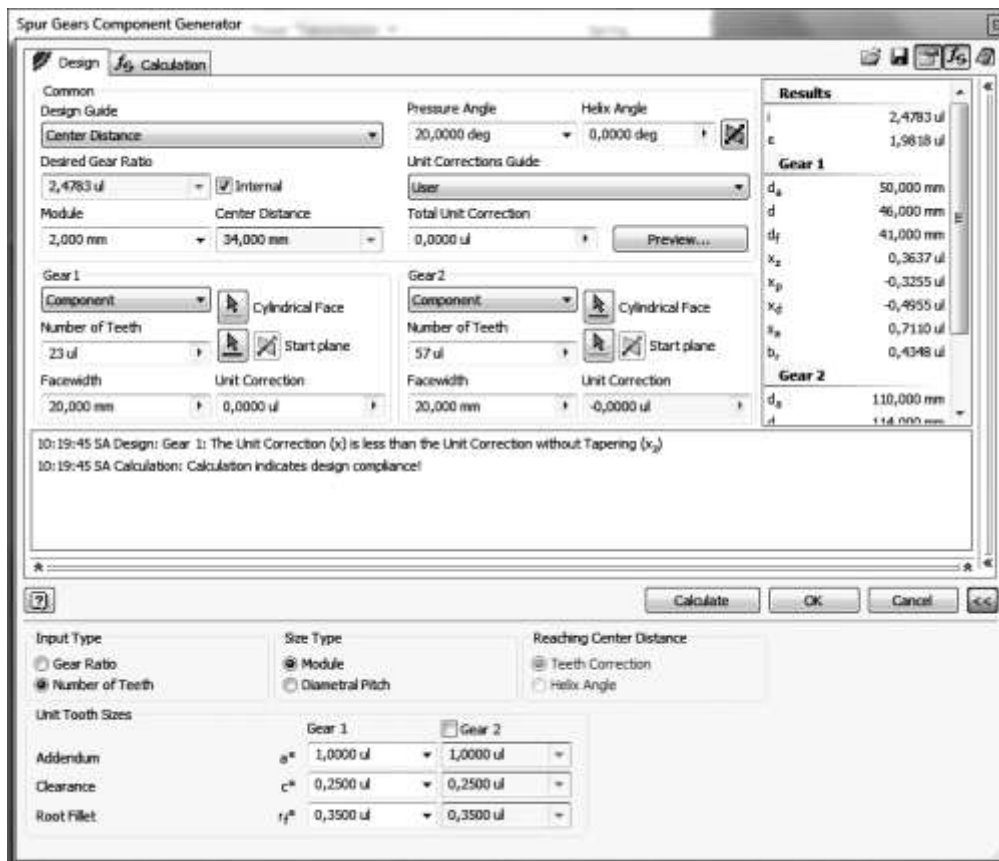 Spur Gears Component Generator
Design
Calculation
Common
Design Guide
Pressure Angle
Helix Angle
Center Distance
20,0000 deg
0,0000 deg
Desired Gear Ratio
Unit Corrections Guide
2,4783 ul
Internal
User
Module
Center Distance
Total Unit Correction
2,000 mm
34,000 mm
0,0000 ul
Preview...
Gear 1
Component
Cylindrical Face
Number of Teeth
Start plane
23 ul
Facewidth
Unit Correction
20,000 mm
0,0000 ul
Gear 2
Component
Cylindrical Face
Number of Teeth
Start plane
57 ul
Facewidth
Unit Correction
20,000 mm
-0,0000 ul
Results
i 2,4783 ul
ε 1,9818 ul
Gear 1
da 50,000 mm
d 46,000 mm
df 41,000 mm
xz 0,3637 ul
xp -0,3255 ul
xd -0,4955 ul
sa 0,7110 ul
br 0,4348 ul
Gear 2
da 110,000 mm
d 114,000 mm
10:19:45 SA Design: Gear 1: The Unit Correction (x) is less than the Unit Correction without Tapering (xz)
10:19:45 SA Calculation: Calculation indicates design compliance!
Calculate
OK
Cancel
<<
Input Type
Gear Ratio
Number of Teeth
Size Type
Module
Diametral Pitch
Reaching Center Distance
Teeth Correction
Helix Angle
Unit Tooth Sizes
Gear 1
Gear 2
Addendum a* 1,0000 ul 1,0000 ul
Clearance c* 0,2500 ul 0,2500 ul
Root Fillet rf* 0,3500 ul 0,3500 ul